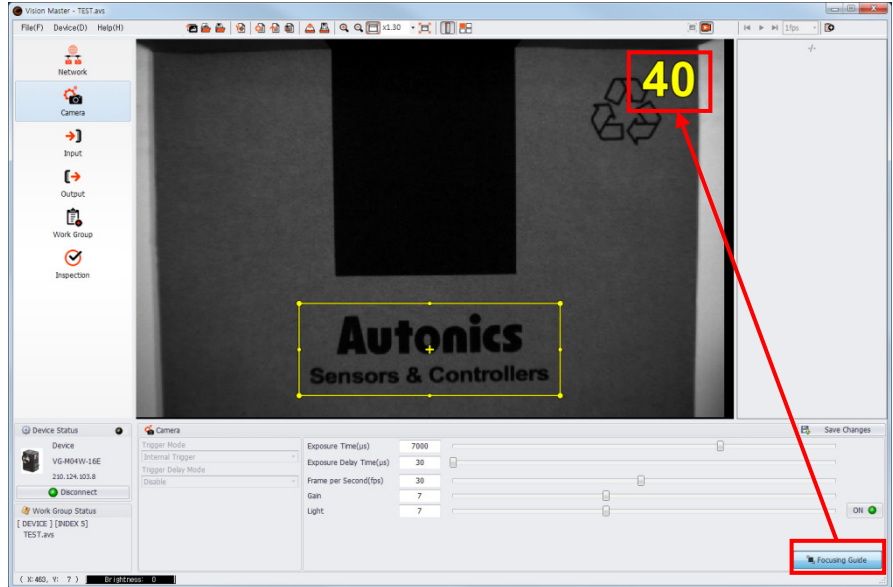 Vision Master - TEST.avs
File(F) Device(D) Help(H)
x1.30
1fps
Network
Camera
Input
Output
Work Group
Inspection
40
-/-
Autonics
Sensors & Controllers
Device Status
Device
VG-M04W-16E
210.124.103.8
Disconnect
Work Group Status
[ DEVICE ] [INDEX 5]
TEST.avs
Camera
Trigger Mode
Internal Trigger
Trigger Delay Mode
Disable
Exposure Time(µs) 7000
Exposure Delay Time(µs) 30
Frame per Second(fps) 30
Gain 7
Light 7
Save Changes
ON
Focusing Guide
( X: 463, Y: 7 ) Brightness: 0